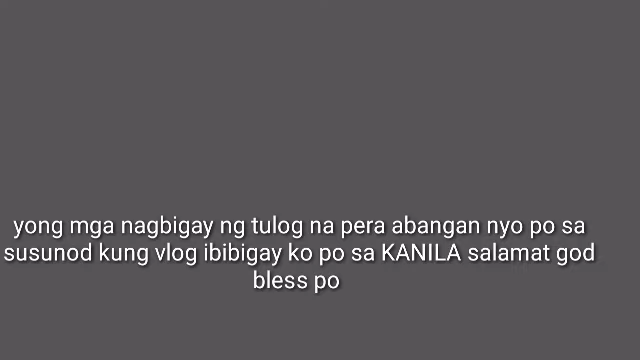 yong mga nagbigay ng tulog na pera abangan nyo po sa
susunod kung vlog ibibigay ko po sa KANILA salamat god
bless po